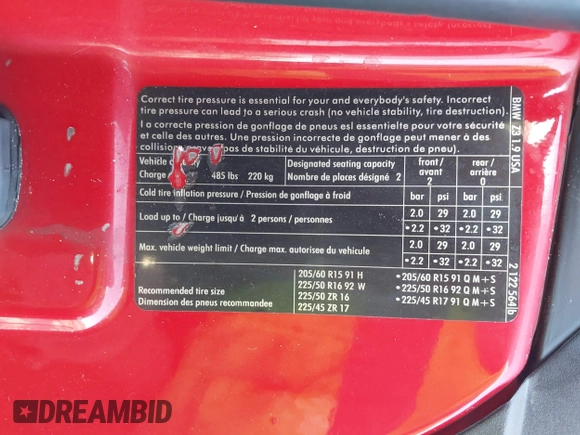 Correct tire pressure is essential for your and everybody's safety. Incorrect
tire pressure can lead to a serious crash (no vehicle stability, tire destruction).
La correcte pression de gonflage de pneus est essentielle pour votre sécurité
et celle des autres. Une pression incorrecte de gonflage peut mener à des
collisions de stabilité du véhicule, destruction de pneu).
Vehicle
Charge 485 lbs 220 kg
Designated seating capacity
Nombre de places désigné 2
front/ avant 2
rear/ arrière 0
Cold tire inflation pressure / Pression de gonflage à froid
bar psi bar psi
Load up to / Charge jusqu'à 2 persons / personnes
2.0 29 2.0 29
*2.2 *32 *2.2 *32
Max. vehicle weight limit / Charge max. autorisee du vehicule
2.0 29 2.0 29
*2.2 *32 *2.2 *32
Recommended tire size
Dimension des pneus recommandee
205/60 R15 91 H *205/60 R15 91 Q M+S
225/50 R16 92 W *225/50 R16 92 Q M+S
225/50 ZR 16 *225/45 R17 91 Q M+S
225/45 ZR 17
BMW Z3 1.9 USA
2 122 564 b
DREAMBID